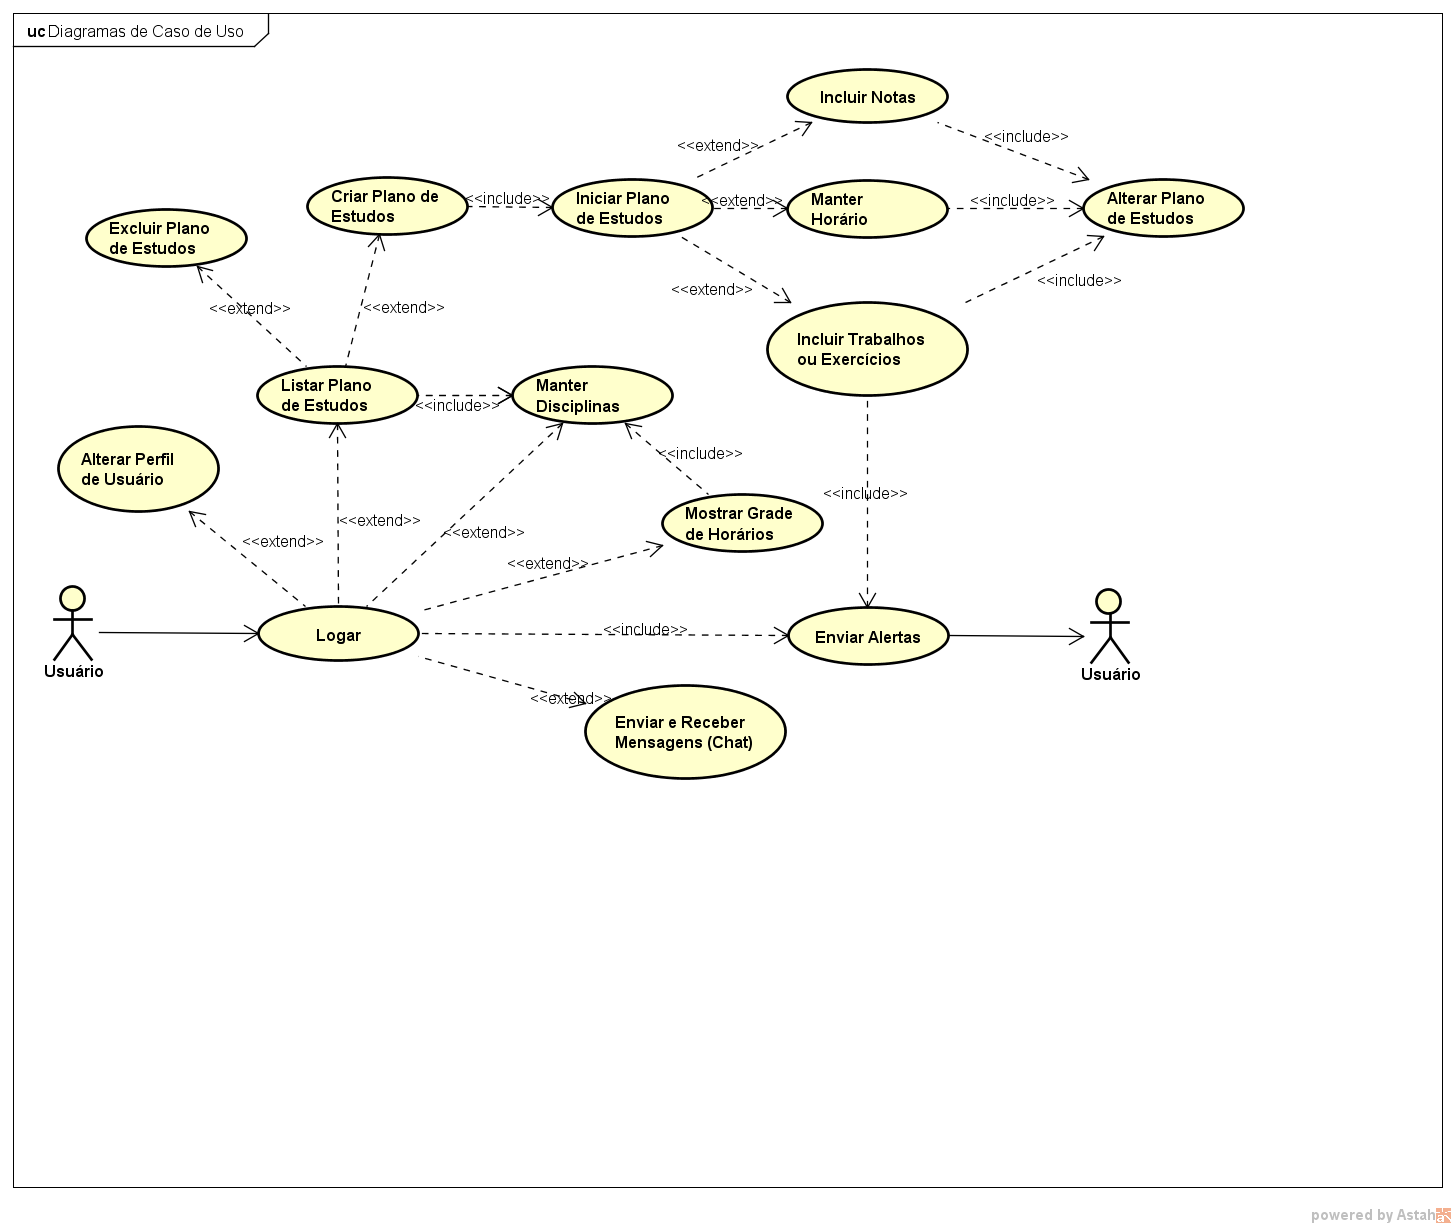 uc Diagramas de Caso de Uso
Incluir Notas
<<extend>>
<<include>>
Criar Plano de
Estudos
<<include>>
Iniciar Plano
de Estudos
<<extend>>
Manter
Horário
<<include>>
Alterar Plano
de Estudos
Excluir Plano
de Estudos
<<extend>>
<<extend>>
<<extend>>
<<include>>
Incluir Trabalhos
ou Exercícios
Listar Plano
de Estudos
<<include>>
Manter
Disciplinas
Alterar Perfil
de Usuário
<<include>>
<<include>>
Mostrar Grade
de Horários
<<extend>>
<<extend>>
<<extend>>
<<extend>>
Usuário
Logar
<<include>>
Enviar Alertas
Usuário
<<extend>>
Enviar e Receber
Mensagens (Chat)
powered by Astah